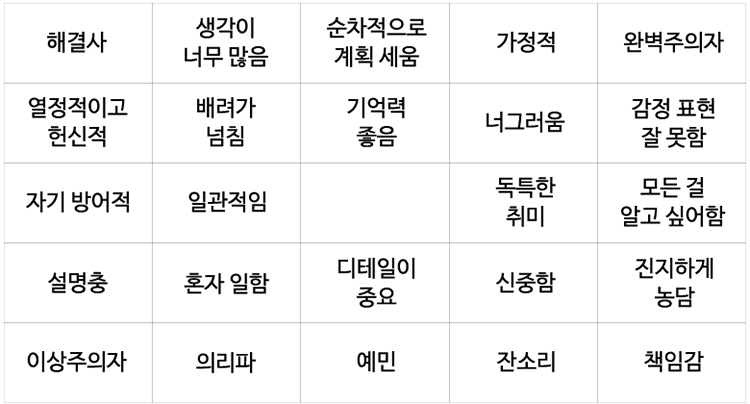 해결사
생각이
너무 많음
순차적으로
계획 세움
가정적
완벽주의자
열정적이고
헌신적
배려가
넘침
기억력
좋음
너그러움
감정 표현
잘 못함
자기 방어적
일관적임
독특한
취미
모든 걸
알고 싶어함
설명충
혼자 일함
디테일이
중요
신중함
진지하게
농담
이상주의자
의리파
예민
잔소리
책임감